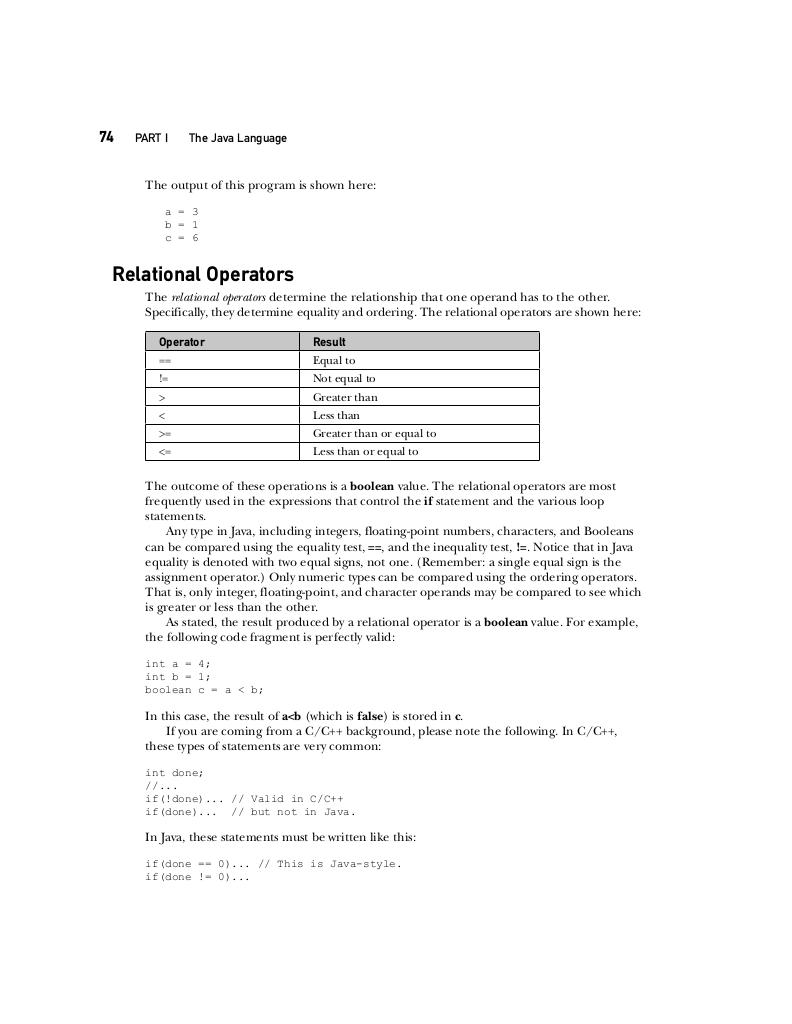 74 PART I The Java Language
The output of this program is shown here:
a = 3
b = 1
c = 6
Relational Operators
The relational operators determine the relationship that one operand has to the other.
Specifically, they determine equality and ordering. The relational operators are shown here:
Operator Result
== Equal to
!= Not equal to
> Greater than
< Less than
>= Greater than or equal to
<= Less than or equal to
The outcome of these operations is a boolean value. The relational operators are most
frequently used in the expressions that control the if statement and the various loop
statements.
Any type in Java, including integers, floating-point numbers, characters, and Booleans
can be compared using the equality test, ==, and the inequality test, !=. Notice that in Java
equality is denoted with two equal signs, not one. (Remember: a single equal sign is the
assignment operator.) Only numeric types can be compared using the ordering operators.
That is, only integer, floating-point, and character operands may be compared to see which
is greater or less than the other.
As stated, the result produced by a relational operator is a boolean value. For example,
the following code fragment is perfectly valid:
int a = 4;
int b = 1;
boolean c = a < b;
In this case, the result of a<b (which is false) is stored in c.
If you are coming from a C/C++ background, please note the following. In C/C++,
these types of statements are very common:
int done;
//...
if(!done)... // Valid in C/C++
if(done)... // but not in Java.
In Java, these statements must be written like this:
if(done == 0)... // This is Java-style.
if(done != 0)...